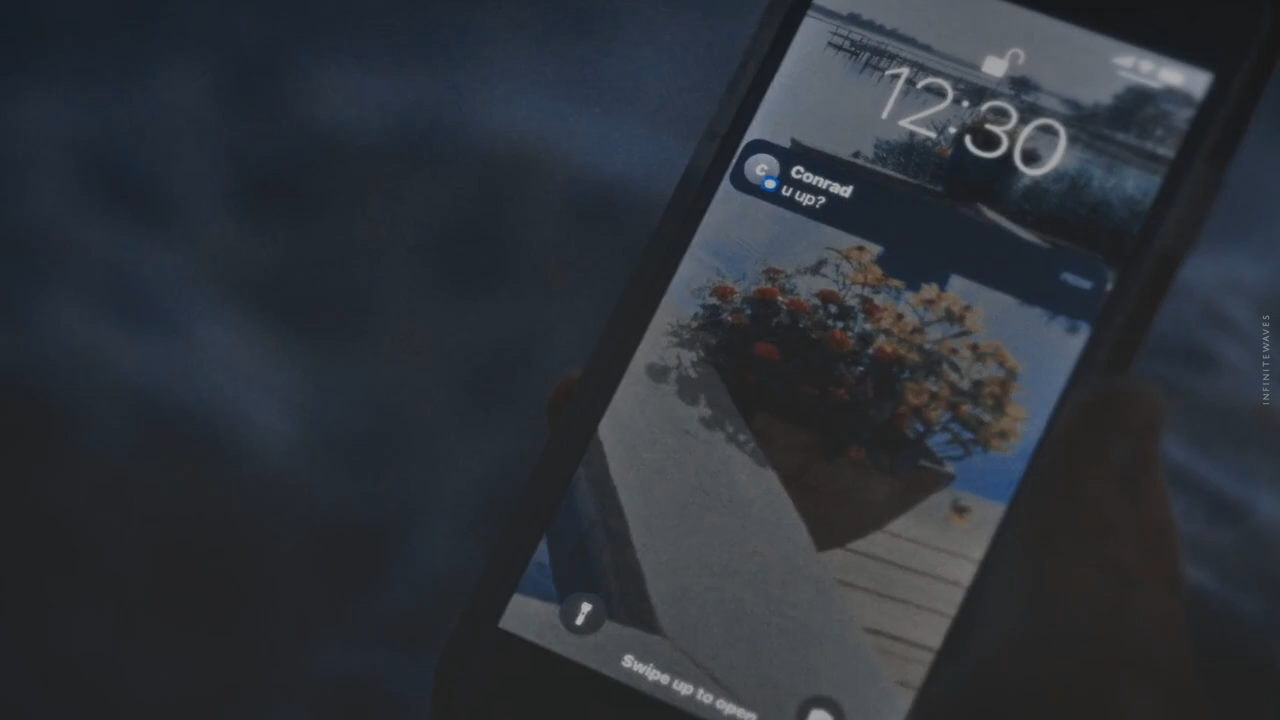 12:30
C
Conrad
u up?
Swipe up to open
INFINITEWAVES